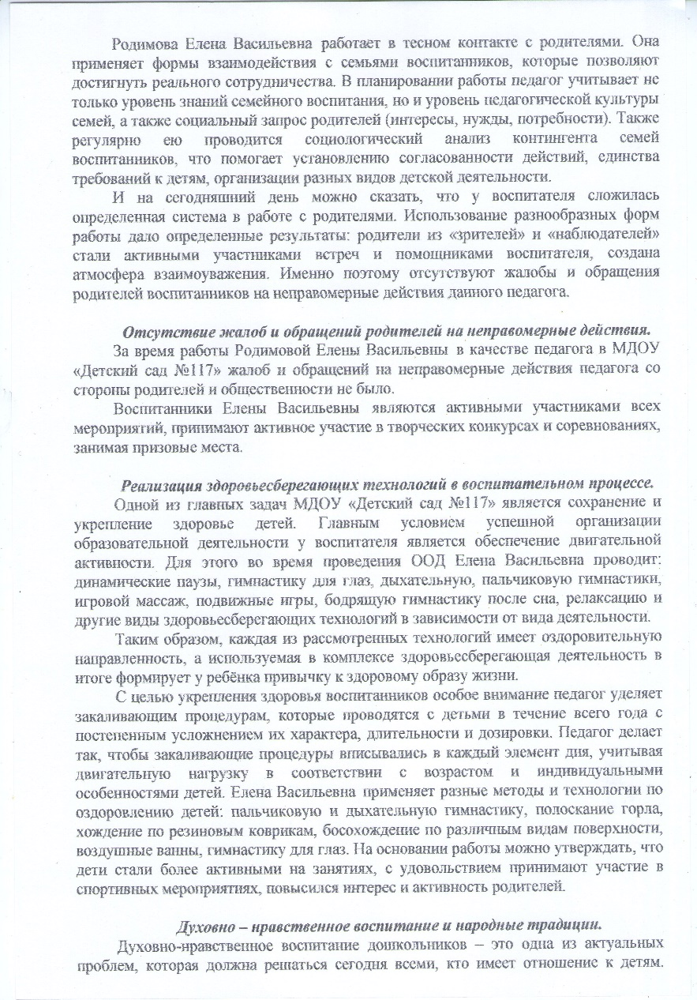 Родимова Елена Васильевна работает в тесном контакте с родителями. Она
применяет формы взаимодействия с семьями воспитанников, которые позволяют
достигнуть реального сотрудничества. В планировании работы педагог учитывает не
только уровень знаний семейного воспитания, но и уровень педагогической культуры
семей, а также социальный запрос родителей (интересы, нужды, потребности). Также
регулярно ею проводится социологический анализ контингента семей
воспитанников, что помогает установлению согласованности действий, единства
требований к детям, организации разных видов детской деятельности.
И на сегодняшний день можно сказать, что у воспитателя сложилась
определенная система в работе с родителями. Использование разнообразных форм
работы дало определенные результаты: родители из «зрителей» и «наблюдателей»
стали активными участниками встреч и помощниками воспитателя, создана
атмосфера взаимоуважения. Именно поэтому отсутствуют жалобы и обращения
родителей воспитанников на неправомерные действия данного педагога.
Отсутствие жалоб и обращений родителей на неправомерные действия.
За время работы Родимовой Елены Васильевны в качестве педагога в МДОУ
«Детский сад №117» жалоб и обращений на неправомерные действия педагога со
стороны родителей и общественности не было.
Воспитанники Елены Васильевны являются активными участниками всех
мероприятий, принимают активное участие в творческих конкурсах и соревнованиях,
занимая призовые места.
Реализация здоровьесберегающих технологий в воспитательном процессе.
Одной из главных задач МДОУ «Детский сад №117» является сохранение и
укрепление здоровье детей. Главным условием успешной организации
образовательной деятельности у воспитателя является обеспечение двигательной
активности. Для этого во время проведения ООД Елена Васильевна проводит:
динамические паузы, гимнастику для глаз, дыхательную, пальчиковую гимнастики,
игровой массаж, подвижные игры, бодрящую гимнастику после сна, релаксацию и
другие виды здоровьесберегающих технологий в зависимости от вида деятельности.
Таким образом, каждая из рассмотренных технологий имеет оздоровительную
направленность, а используемая в комплексе здоровьесберегающая деятельность в
итоге формирует у ребёнка привычку к здоровому образу жизни.
С целью укрепления здоровья воспитанников особое внимание педагог уделяет
закаливающим процедурам, которые проводятся с детьми в течение всего года с
постепенным усложнением их характера, длительности и дозировки. Педагог делает
так, чтобы закаливающие процедуры вписывались в каждый элемент дня, учитывая
двигательную нагрузку в соответствии с возрастом и индивидуальными
особенностями детей. Елена Васильевна применяет разные методы и технологии по
оздоровлению детей: пальчиковую и дыхательную гимнастику, полоскание горла,
хождение по резиновым коврикам, босохождение по различным видам поверхности,
воздушные ванны, гимнастику для глаз. На основании работы можно утверждать, что
дети стали более активными на занятиях, с удовольствием принимают участие в
спортивных мероприятиях, повысился интерес и активность родителей.
Духовно – нравственное воспитание и народные традиции.
Духовно-нравственное воспитание дошкольников – это одна из актуальных
проблем, которая должна решаться сегодня всеми, кто имеет отношение к детям.